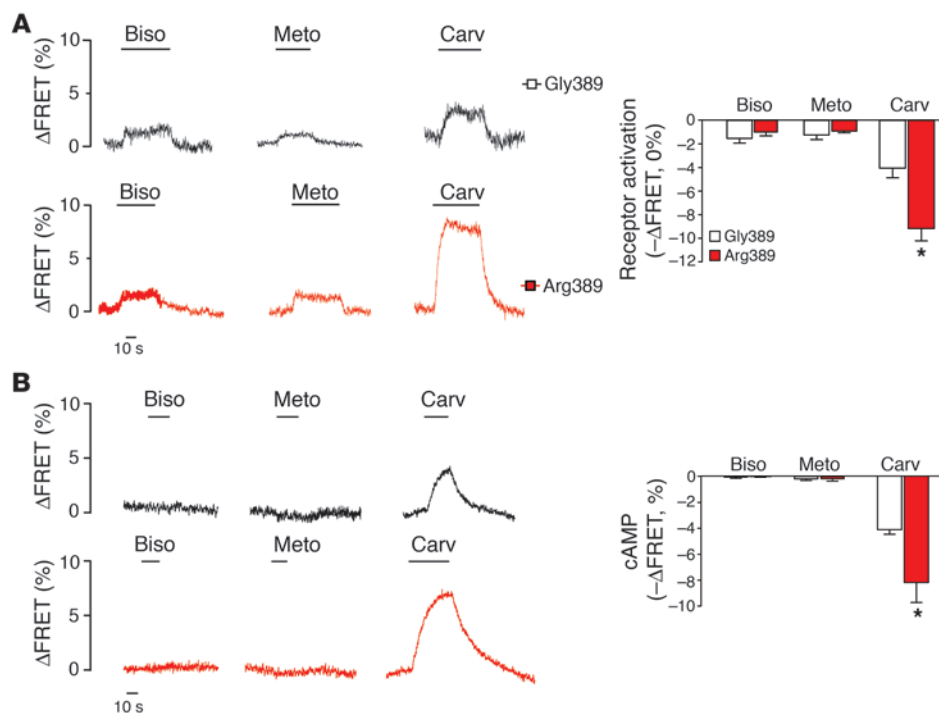 A
ΔFRET (%)
10
5
0
Biso
Meto
Carv
Gly389
ΔFRET (%)
10
5
0
Biso
Meto
Carv
Arg389
10 s
Receptor activation
(−ΔFRET, 0%)
Biso
Meto
Carv
0
−2
−4
−6
−8
−10
−12
Gly389
Arg389
*
B
ΔFRET (%)
10
5
0
Biso
Meto
Carv
ΔFRET (%)
10
5
0
Biso
Meto
Carv
10 s
cAMP
(−ΔFRET, %)
Biso
Meto
Carv
0
−2
−4
−6
−8
−10
*